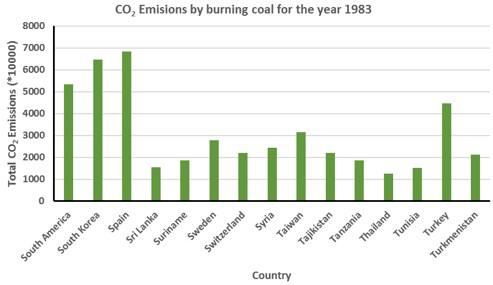 CO₂ Emisions by burning coal for the year 1983
Total CO₂ Emissions (*10000)
8000
7000
6000
5000
4000
3000
2000
1000
0
South America
South Korea
Spain
Sri Lanka
Suriname
Sweden
Switzerland
Syria
Taiwan
Tajikistan
Tanzania
Thailand
Tunisia
Turkey
Turkmenistan
Country